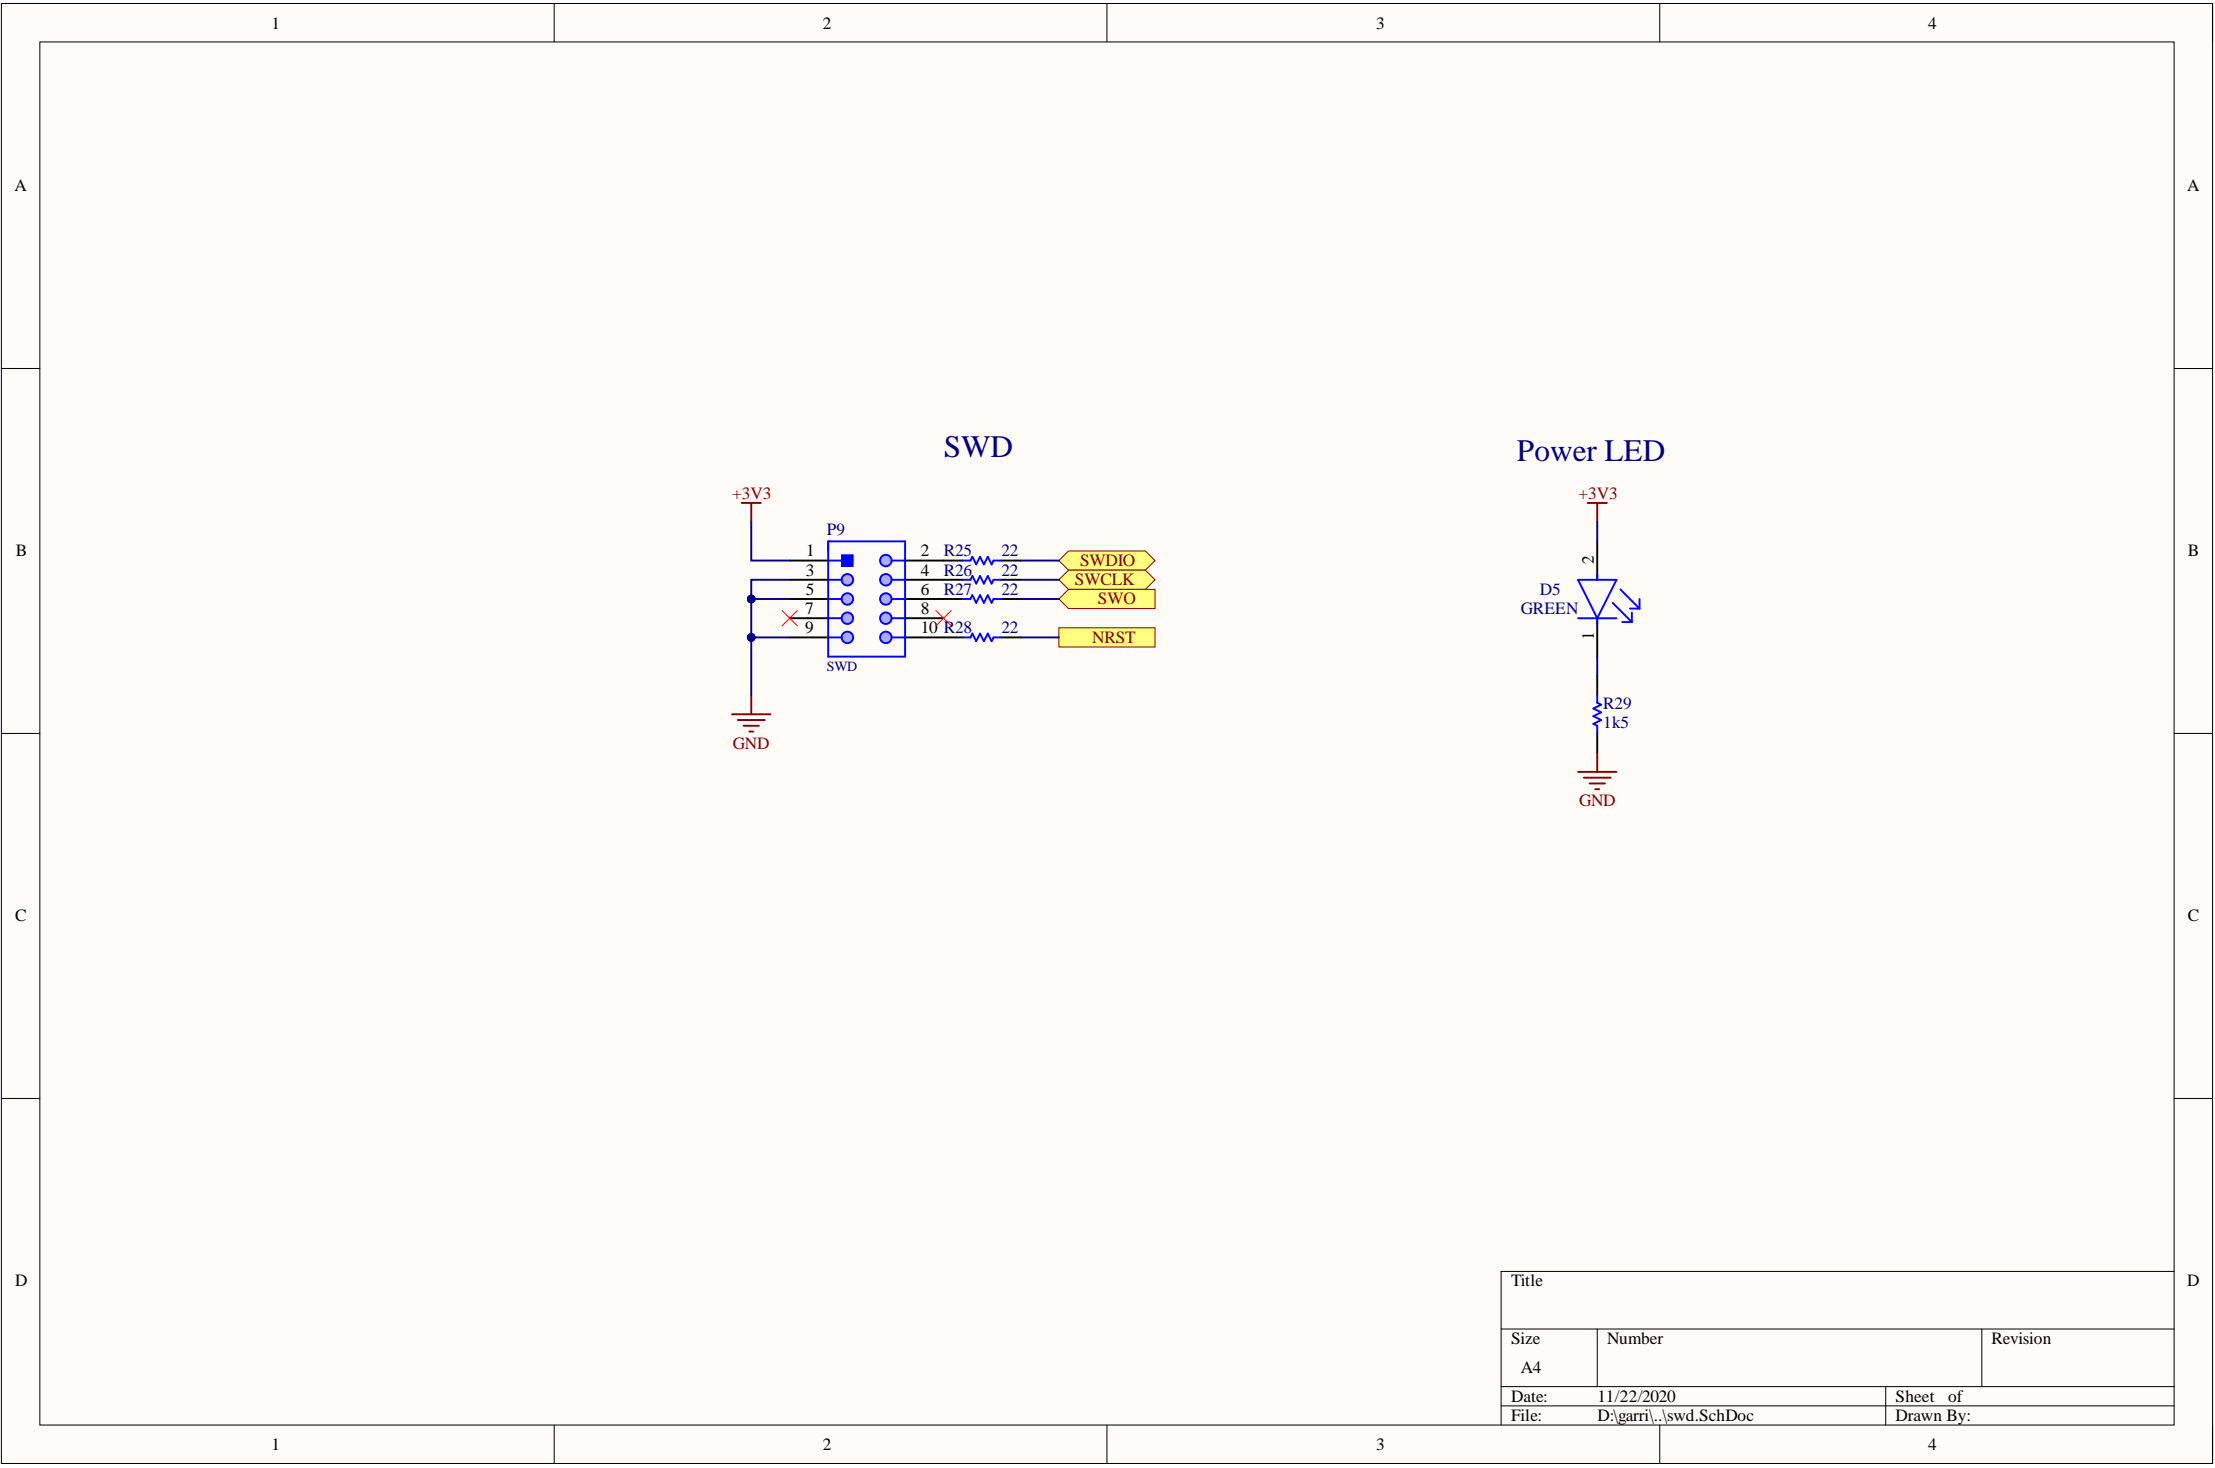 1 2 3 4
A A
SWD Power LED
+3V3 +3V3
P9
B B
1 2 R25 22 SWDIO
3 4 R26 22 SWCLK
5 6 R27 22 SWO
7 8
9 10 R28 22 NRST
SWD
GND
2
D5
GREEN
1
R29
1k5
GND
C C
D D
Title
Size Number Revision
A4
Date: 11/22/2020 Sheet of
File: D:\garri\..\swd.SchDoc Drawn By:
1 2 3 4